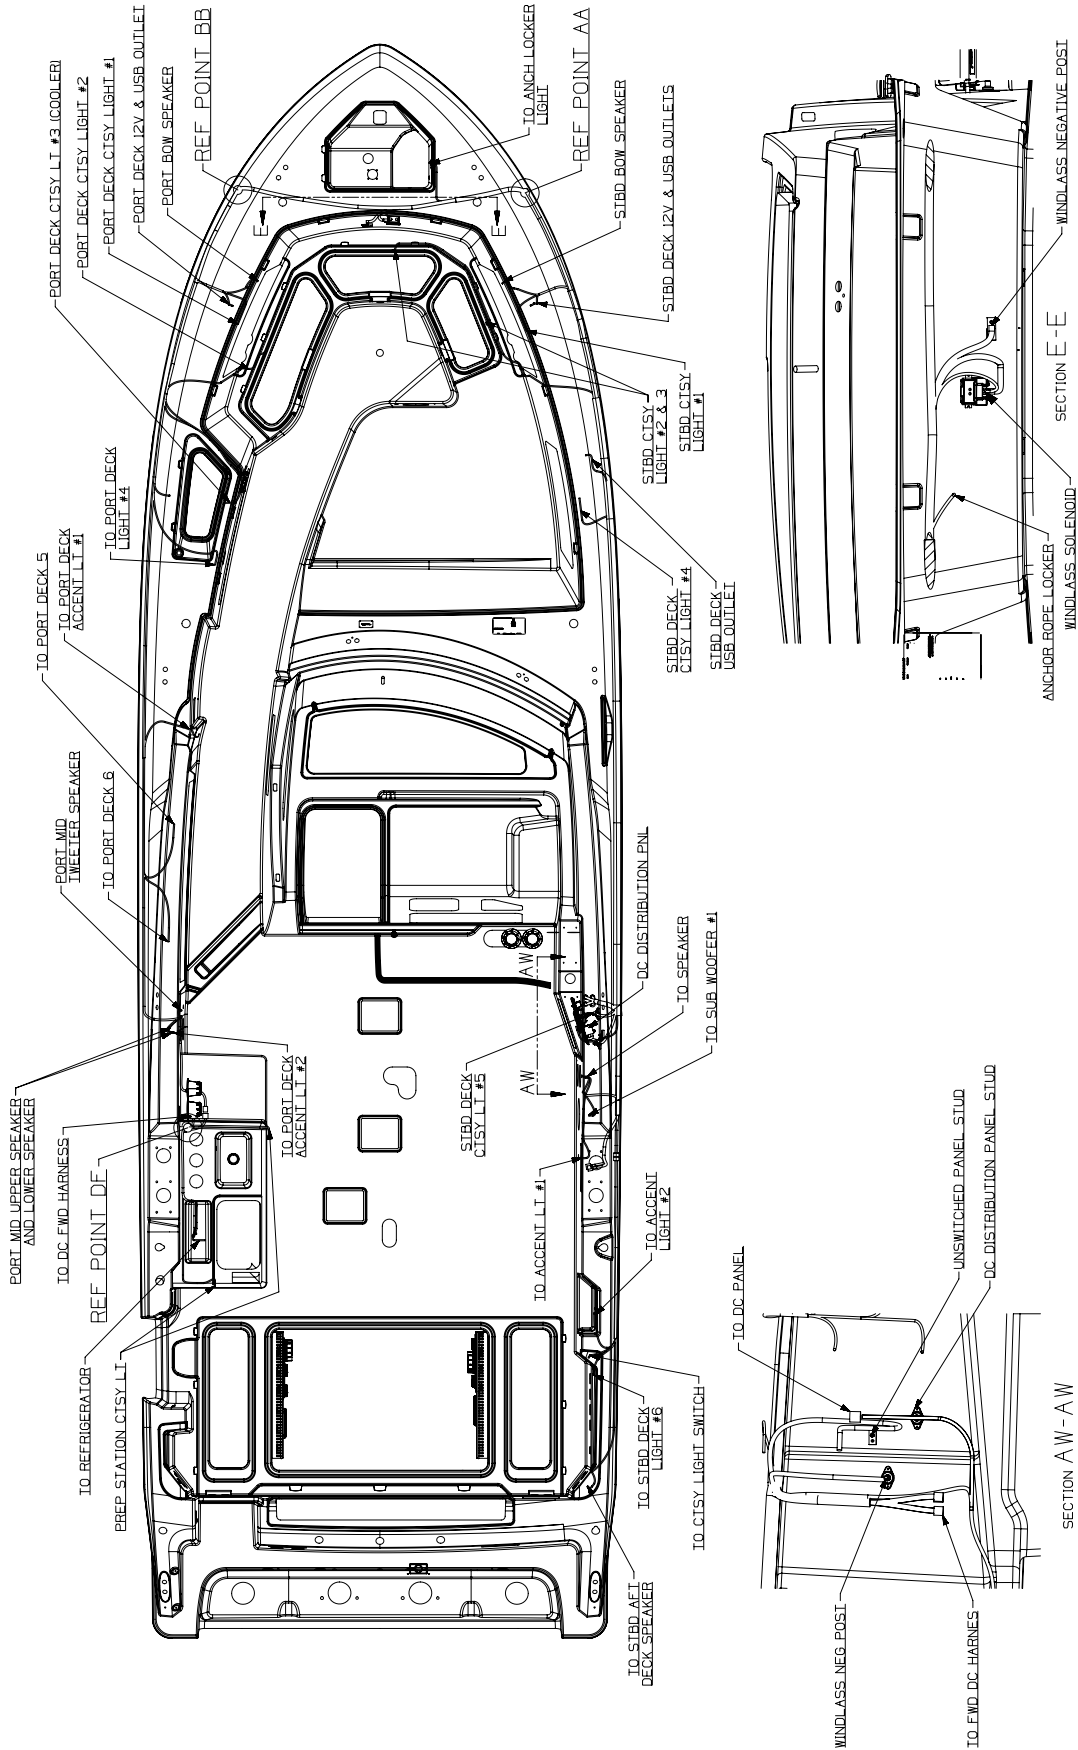 PORT DECK CTSY LT #3 (COOLER)
PORT DECK CTSY LIGHT #2
PORT DECK CTSY LIGHT #1
PORT DECK 12V & USB OUTLET
PORT BOW SPEAKER
REF POINT BB
TO ANCH LOCKER
LIGHT
REF POINT AA
STBD BOW SPEAKER
STBD DECK 12V & USB OUTLETS
E
E
STBD CTSY
LIGHT #1
STBD CTSY
LIGHT #2 & 3
TO PORT DECK
LIGHT #4
TO PORT DECK 5
TO PORT DECK
ACCENT LT #1
STBD DECK
CTSY LIGHT #4
STBD DECK
USB OUTLET
PORT MID
TWEETER SPEAKER
TO PORT DECK 6
DC DISTRIBUTION PNL
TO SPEAKER
TO SUB WOOFER #1
AW
AW
PORT MID UPPER SPEAKER
AND LOWER SPEAKER
TO DC FWD HARNESS
REF POINT DF
TO PORT DECK
ACCENT LT #2
STBD DECK
CTSY LT #5
TO ACCENT LT #1
TO ACCENT
LIGHT #2
TO REFRIGERATOR
PREP STATION CTSY LT
TO STBD DECK
LIGHT #6
TO CTSY LIGHT SWITCH
TO STBD AFT
DECK SPEAKER
WINDLASS NEGATIVE POST
SECTION E-E
ANCHOR ROPE LOCKER
WINDLASS SOLENOID
TO DC PANEL
UNSWITCHED PANEL STUD
DC DISTRIBUTION PANEL STUD
WINDLASS NEG POST
TO FWD DC HARNES
SECTION AW-AW